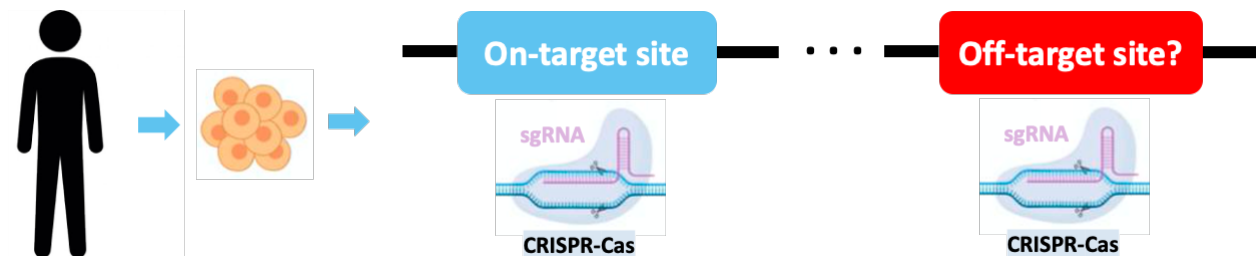 On-target site
. . .
Off-target site?
sgRNA
sgRNA
CRISPR-Cas
CRISPR-Cas